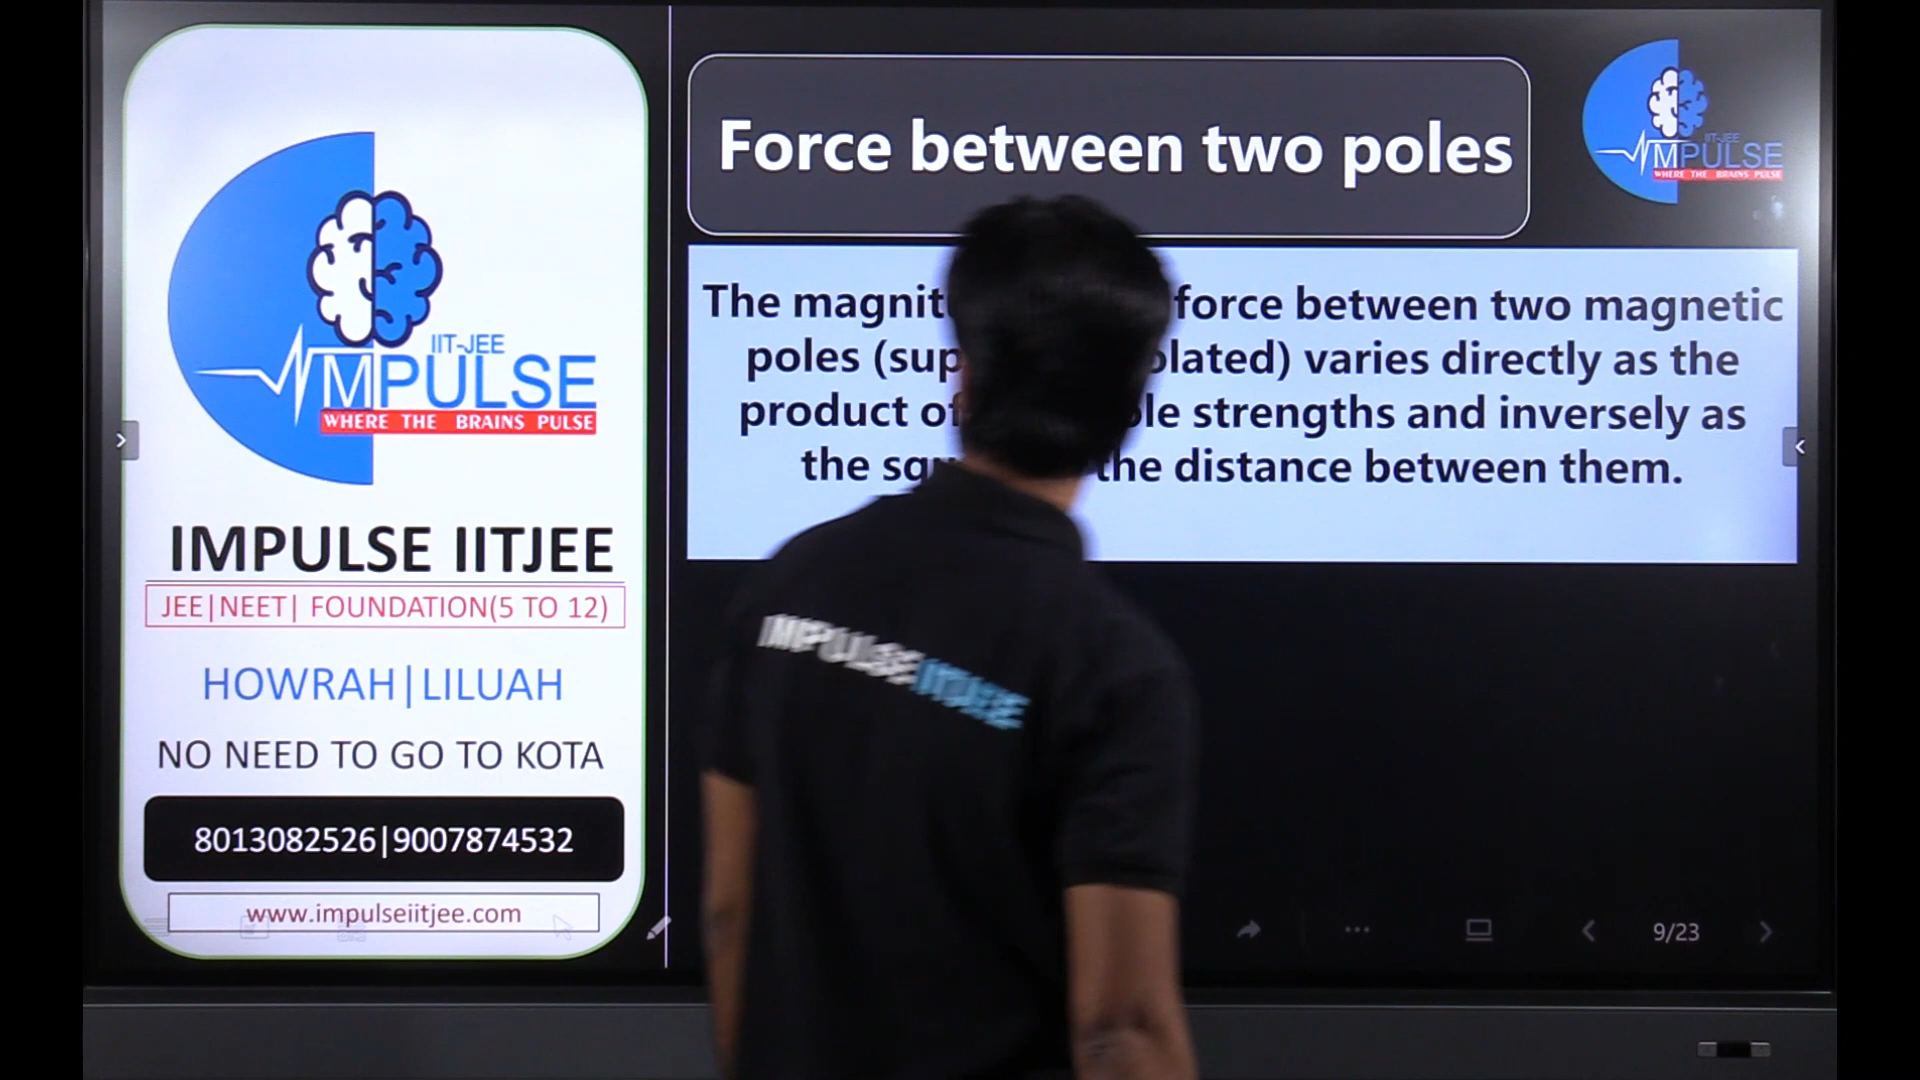 IIT-JEE
MPULSE
WHERE THE BRAINS PULSE
IMPULSE IITJEE
JEE|NEET| FOUNDATION(5 TO 12)
HOWRAH|LILUAH
NO NEED TO GO TO KOTA
8013082526|9007874532
www.impulseiitjee.com
Force between two poles
IIT-JEE
MPULSE
WHERE THE BRAINS PULSE
The magnit force between two magnetic
poles (sup olated) varies directly as the
product of le strengths and inversely as
the squ the distance between them.
IMPULSE IITJEE
9/23